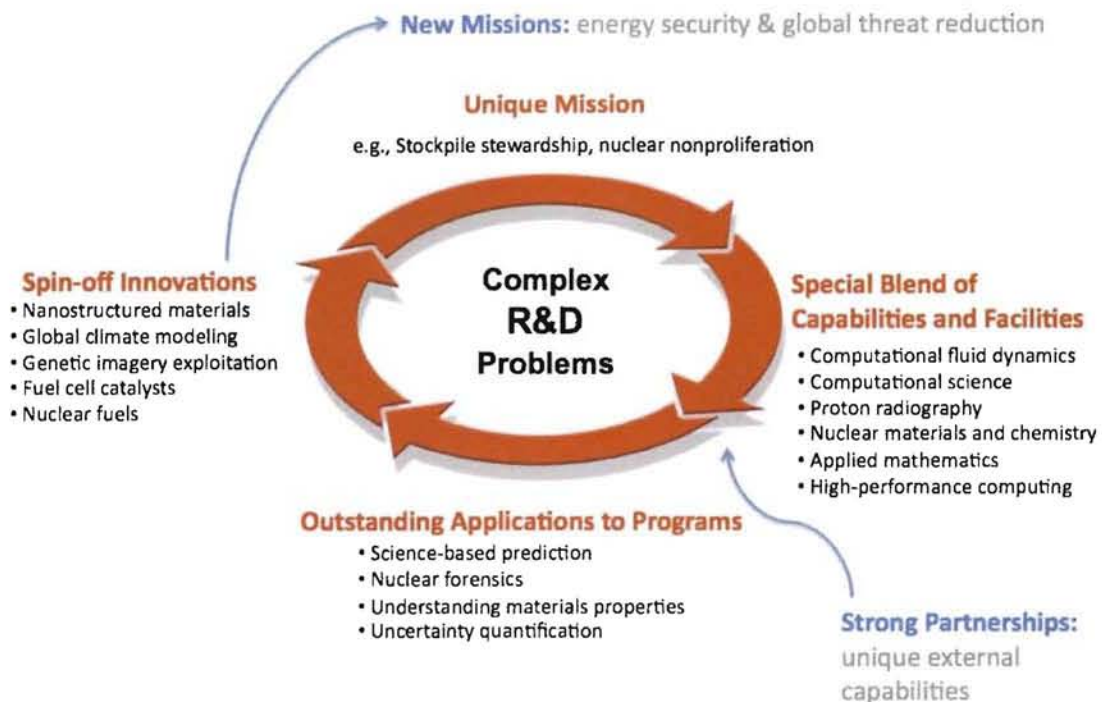 New Missions: energy security & global threat reduction
Unique Mission
e.g., Stockpile stewardship, nuclear nonproliferation
Spin-off Innovations
• Nanostructured materials
• Global climate modeling
• Genetic imagery exploitation
• Fuel cell catalysts
• Nuclear fuels
Complex
R&D
Problems
Special Blend of
Capabilities and Facilities
• Computational fluid dynamics
• Computational science
• Proton radiography
• Nuclear materials and chemistry
• Applied mathematics
• High-performance computing
Outstanding Applications to Programs
• Science-based prediction
• Nuclear forensics
• Understanding materials properties
• Uncertainty quantification
Strong Partnerships:
unique external
capabilities